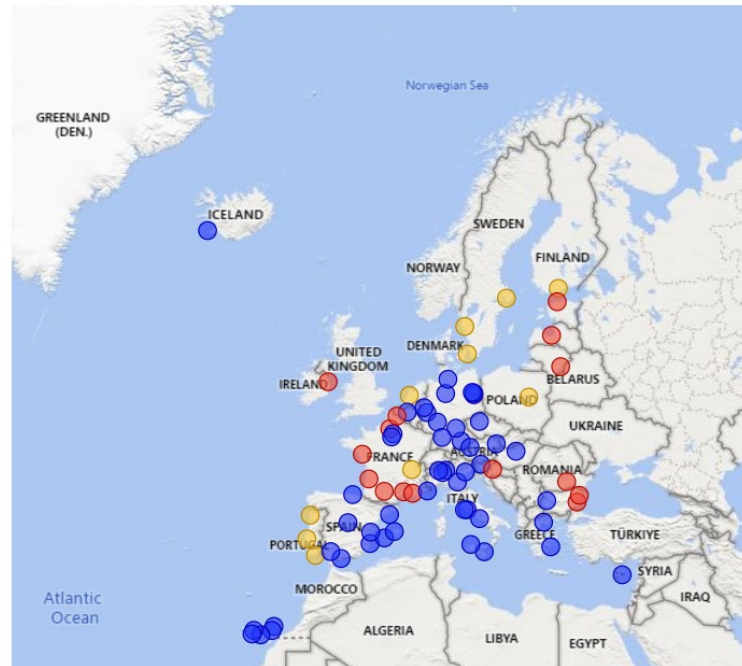 Norwegian Sea
GREENLAND
(DEN.)
ICELAND
SWEDEN
FINLAND
NORWAY
DENMARK
UNITED
KINGDOM
IRELAND
BELARUS
POLAND
UKRAINE
FRANCE
AUSTRIA
ROMANIA
ITALY
SPAIN
PORTUGAL
GREECE
TÜRKIYE
SYRIA
MOROCCO
IRAQ
Atlantic
Ocean
ALGERIA
LIBYA
EGYPT